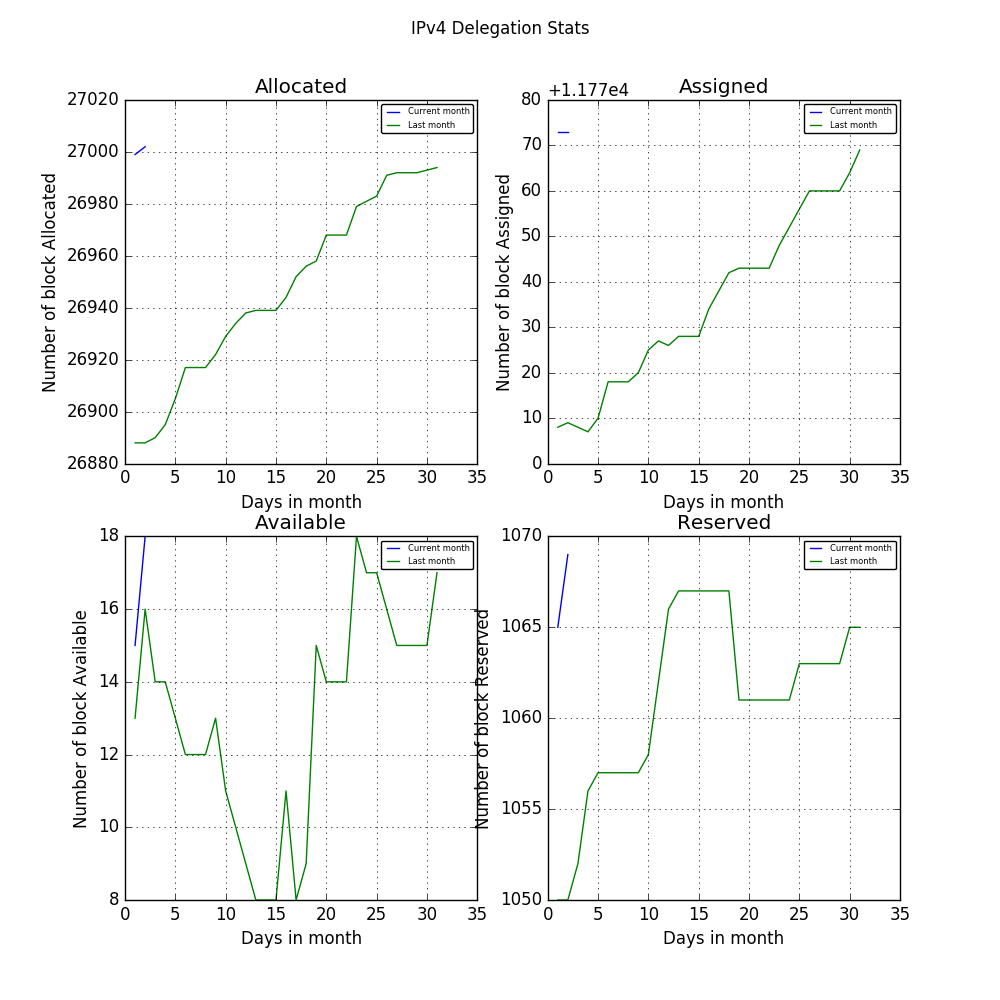 IPv4 Delegation Stats
Allocated
27020
27000
26980
26960
26940
26920
26900
26880
0 5 10 15 20 25 30 35
Number of block Allocated
Days in month
Current month
Last month
+1.177e4
Assigned
80
70
60
50
40
30
20
10
0
0 5 10 15 20 25 30 35
Number of block Assigned
Days in month
Current month
Last month
Available
18
16
14
12
10
8
0 5 10 15 20 25 30 35
Number of block Available
Days in month
Current month
Last month
Reserved
1070
1065
1060
1055
1050
0 5 10 15 20 25 30 35
Number of block Reserved
Days in month
Current month
Last month